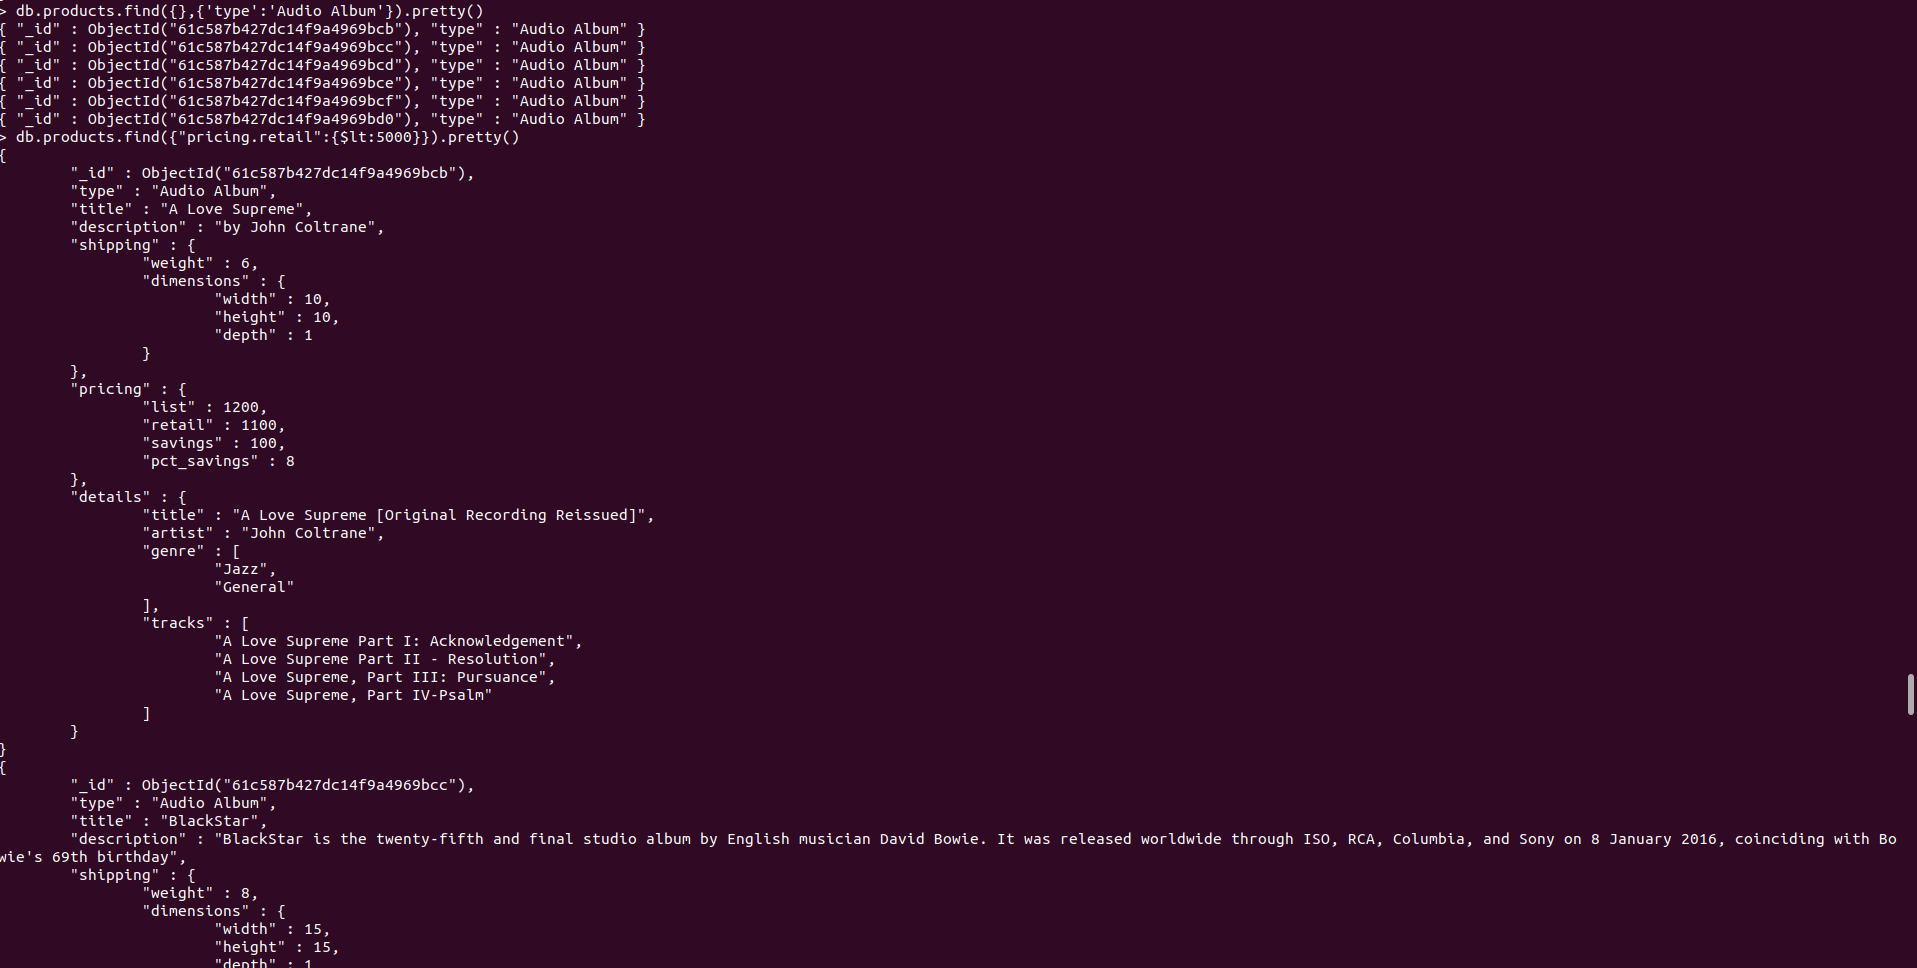 > db.products.find({},{'type':'Audio Album'}).pretty()
{ "_id" : ObjectId("61c587b427dc14f9a4969bcb"), "type" : "Audio Album" }
{ "_id" : ObjectId("61c587b427dc14f9a4969bcc"), "type" : "Audio Album" }
{ "_id" : ObjectId("61c587b427dc14f9a4969bcd"), "type" : "Audio Album" }
{ "_id" : ObjectId("61c587b427dc14f9a4969bce"), "type" : "Audio Album" }
{ "_id" : ObjectId("61c587b427dc14f9a4969bcf"), "type" : "Audio Album" }
{ "_id" : ObjectId("61c587b427dc14f9a4969bd0"), "type" : "Audio Album" }
> db.products.find({"pricing.retail":{$lt:5000}}).pretty()
{
        "_id" : ObjectId("61c587b427dc14f9a4969bcb"),
        "type" : "Audio Album",
        "title" : "A Love Supreme",
        "description" : "by John Coltrane",
        "shipping" : {
                "weight" : 6,
                "dimensions" : {
                        "width" : 10,
                        "height" : 10,
                        "depth" : 1
                }
        },
        "pricing" : {
                "list" : 1200,
                "retail" : 1100,
                "savings" : 100,
                "pct_savings" : 8
        },
        "details" : {
                "title" : "A Love Supreme [Original Recording Reissued]",
                "artist" : "John Coltrane",
                "genre" : [
                        "Jazz",
                        "General"
                ],
                "tracks" : [
                        "A Love Supreme Part I: Acknowledgement",
                        "A Love Supreme Part II - Resolution",
                        "A Love Supreme, Part III: Pursuance",
                        "A Love Supreme, Part IV-Psalm"
                ]
        }
}
{
        "_id" : ObjectId("61c587b427dc14f9a4969bcc"),
        "type" : "Audio Album",
        "title" : "BlackStar",
        "description" : "BlackStar is the twenty-fifth and final studio album by English musician David Bowie. It was released worldwide through ISO, RCA, Columbia, and Sony on 8 January 2016, coinciding with Bo
wie's 69th birthday",
        "shipping" : {
                "weight" : 8,
                "dimensions" : {
                        "width" : 15,
                        "height" : 15,
                        "depth" : 1